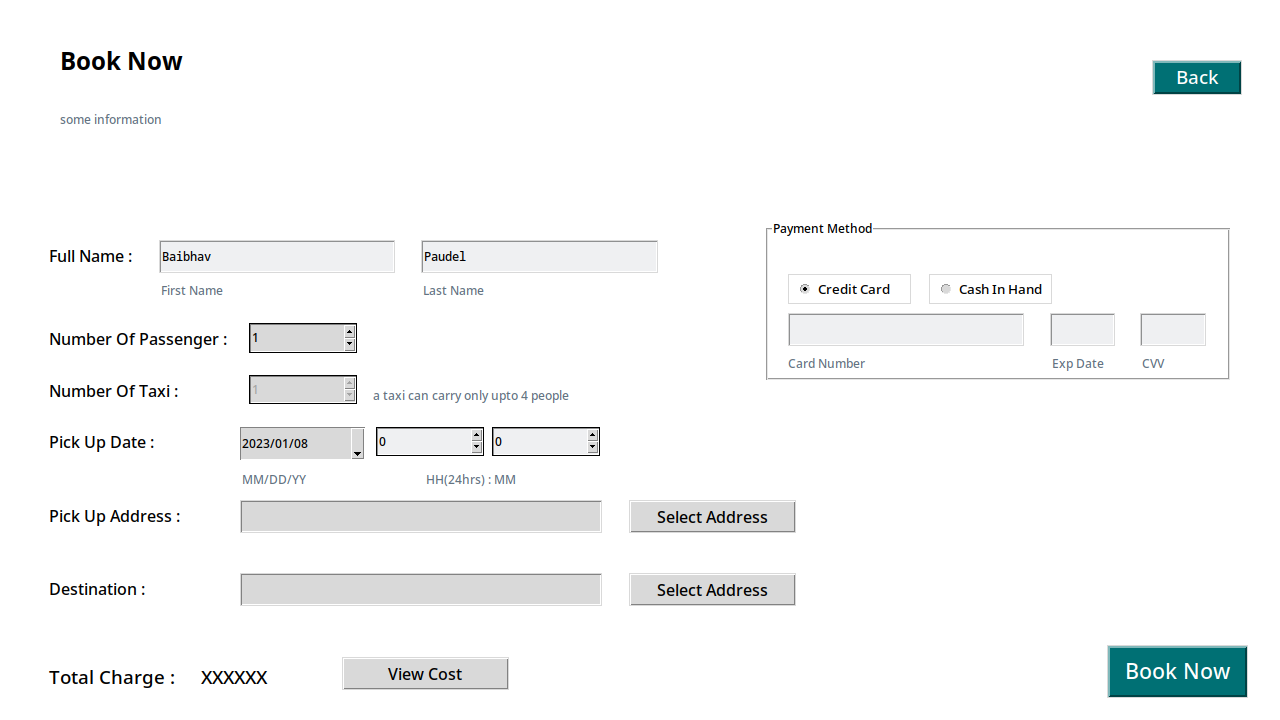 Book Now
Back
some information
Payment Method
Full Name : Baibhav Paudel
First Name Last Name
Credit Card Cash In Hand
Number Of Passenger : 1
Card Number Exp Date CVV
Number Of Taxi : 1 a taxi can carry only upto 4 people
Pick Up Date : 2023/01/08 0 0
MM/DD/YY HH(24hrs) : MM
Pick Up Address : Select Address
Destination : Select Address
Total Charge : XXXXXX View Cost
Book Now